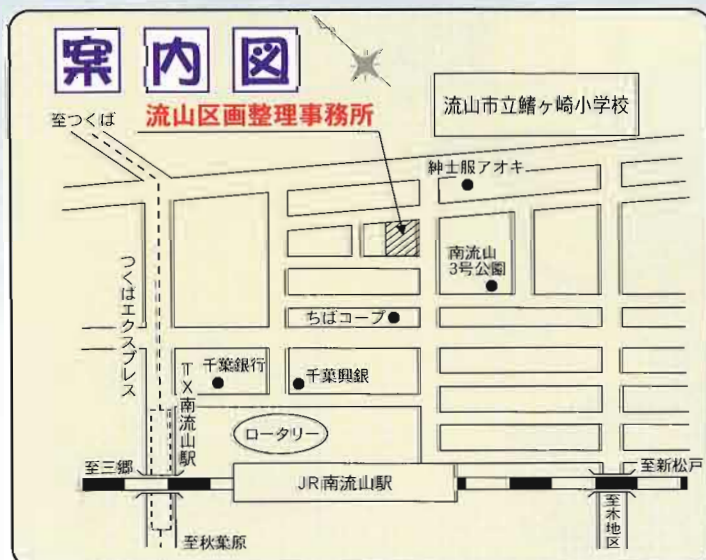 案内図
流山区画整理事務所
至つくば
流山市立鰭ヶ崎小学校
紳士服アオキ
南流山
3号公園
つくばエクスプレス
ちばコープ
TX南流山駅
千葉銀行
千葉興銀
ロータリー
至三郷
JR南流山駅
至新松戸
至木地区
至秋葉原